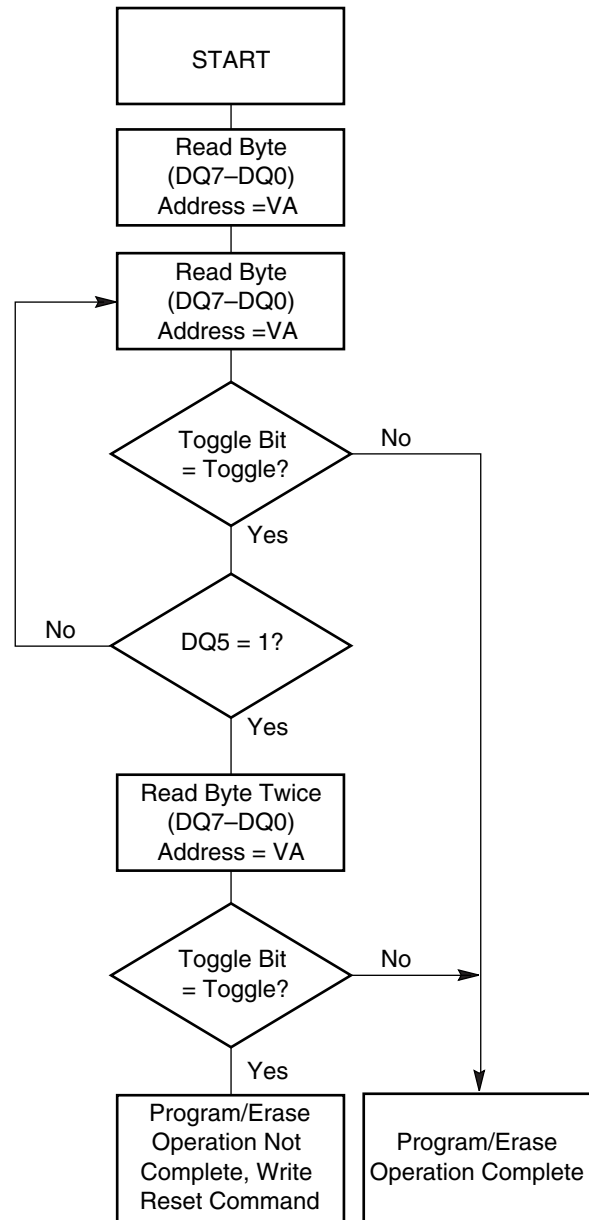 START
Read Byte
(DQ7–DQ0)
Address =VA
Read Byte
(DQ7–DQ0)
Address =VA
Toggle Bit
= Toggle?
No
Yes
No
DQ5 = 1?
Yes
Read Byte Twice
(DQ7–DQ0)
Address = VA
Toggle Bit
= Toggle?
No
Yes
Program/Erase
Operation Not
Complete, Write
Reset Command
Program/Erase
Operation Complete